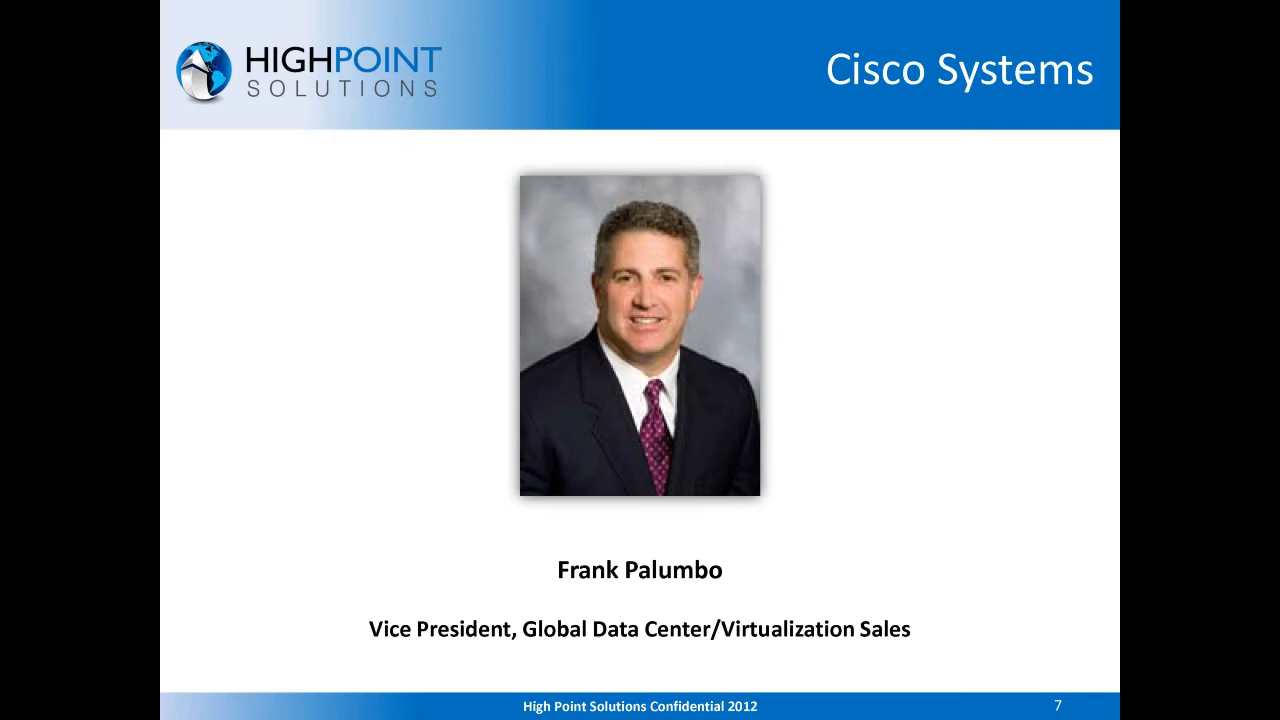 HIGHPOINT
SOLUTIONS
Cisco Systems
Frank Palumbo
Vice President, Global Data Center/Virtualization Sales
High Point Solutions Confidential 2012
7